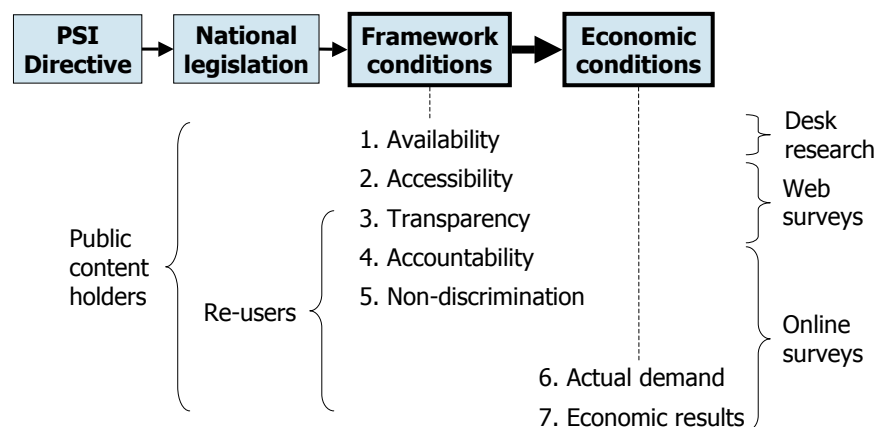 PSI
Directive
National
legislation
Framework
conditions
Economic
conditions
1. Availability
2. Accessibility
3. Transparency
4. Accountability
5. Non-discrimination
6. Actual demand
7. Economic results
Public
content
holders
Re-users
Desk
research
Web
surveys
Online
surveys